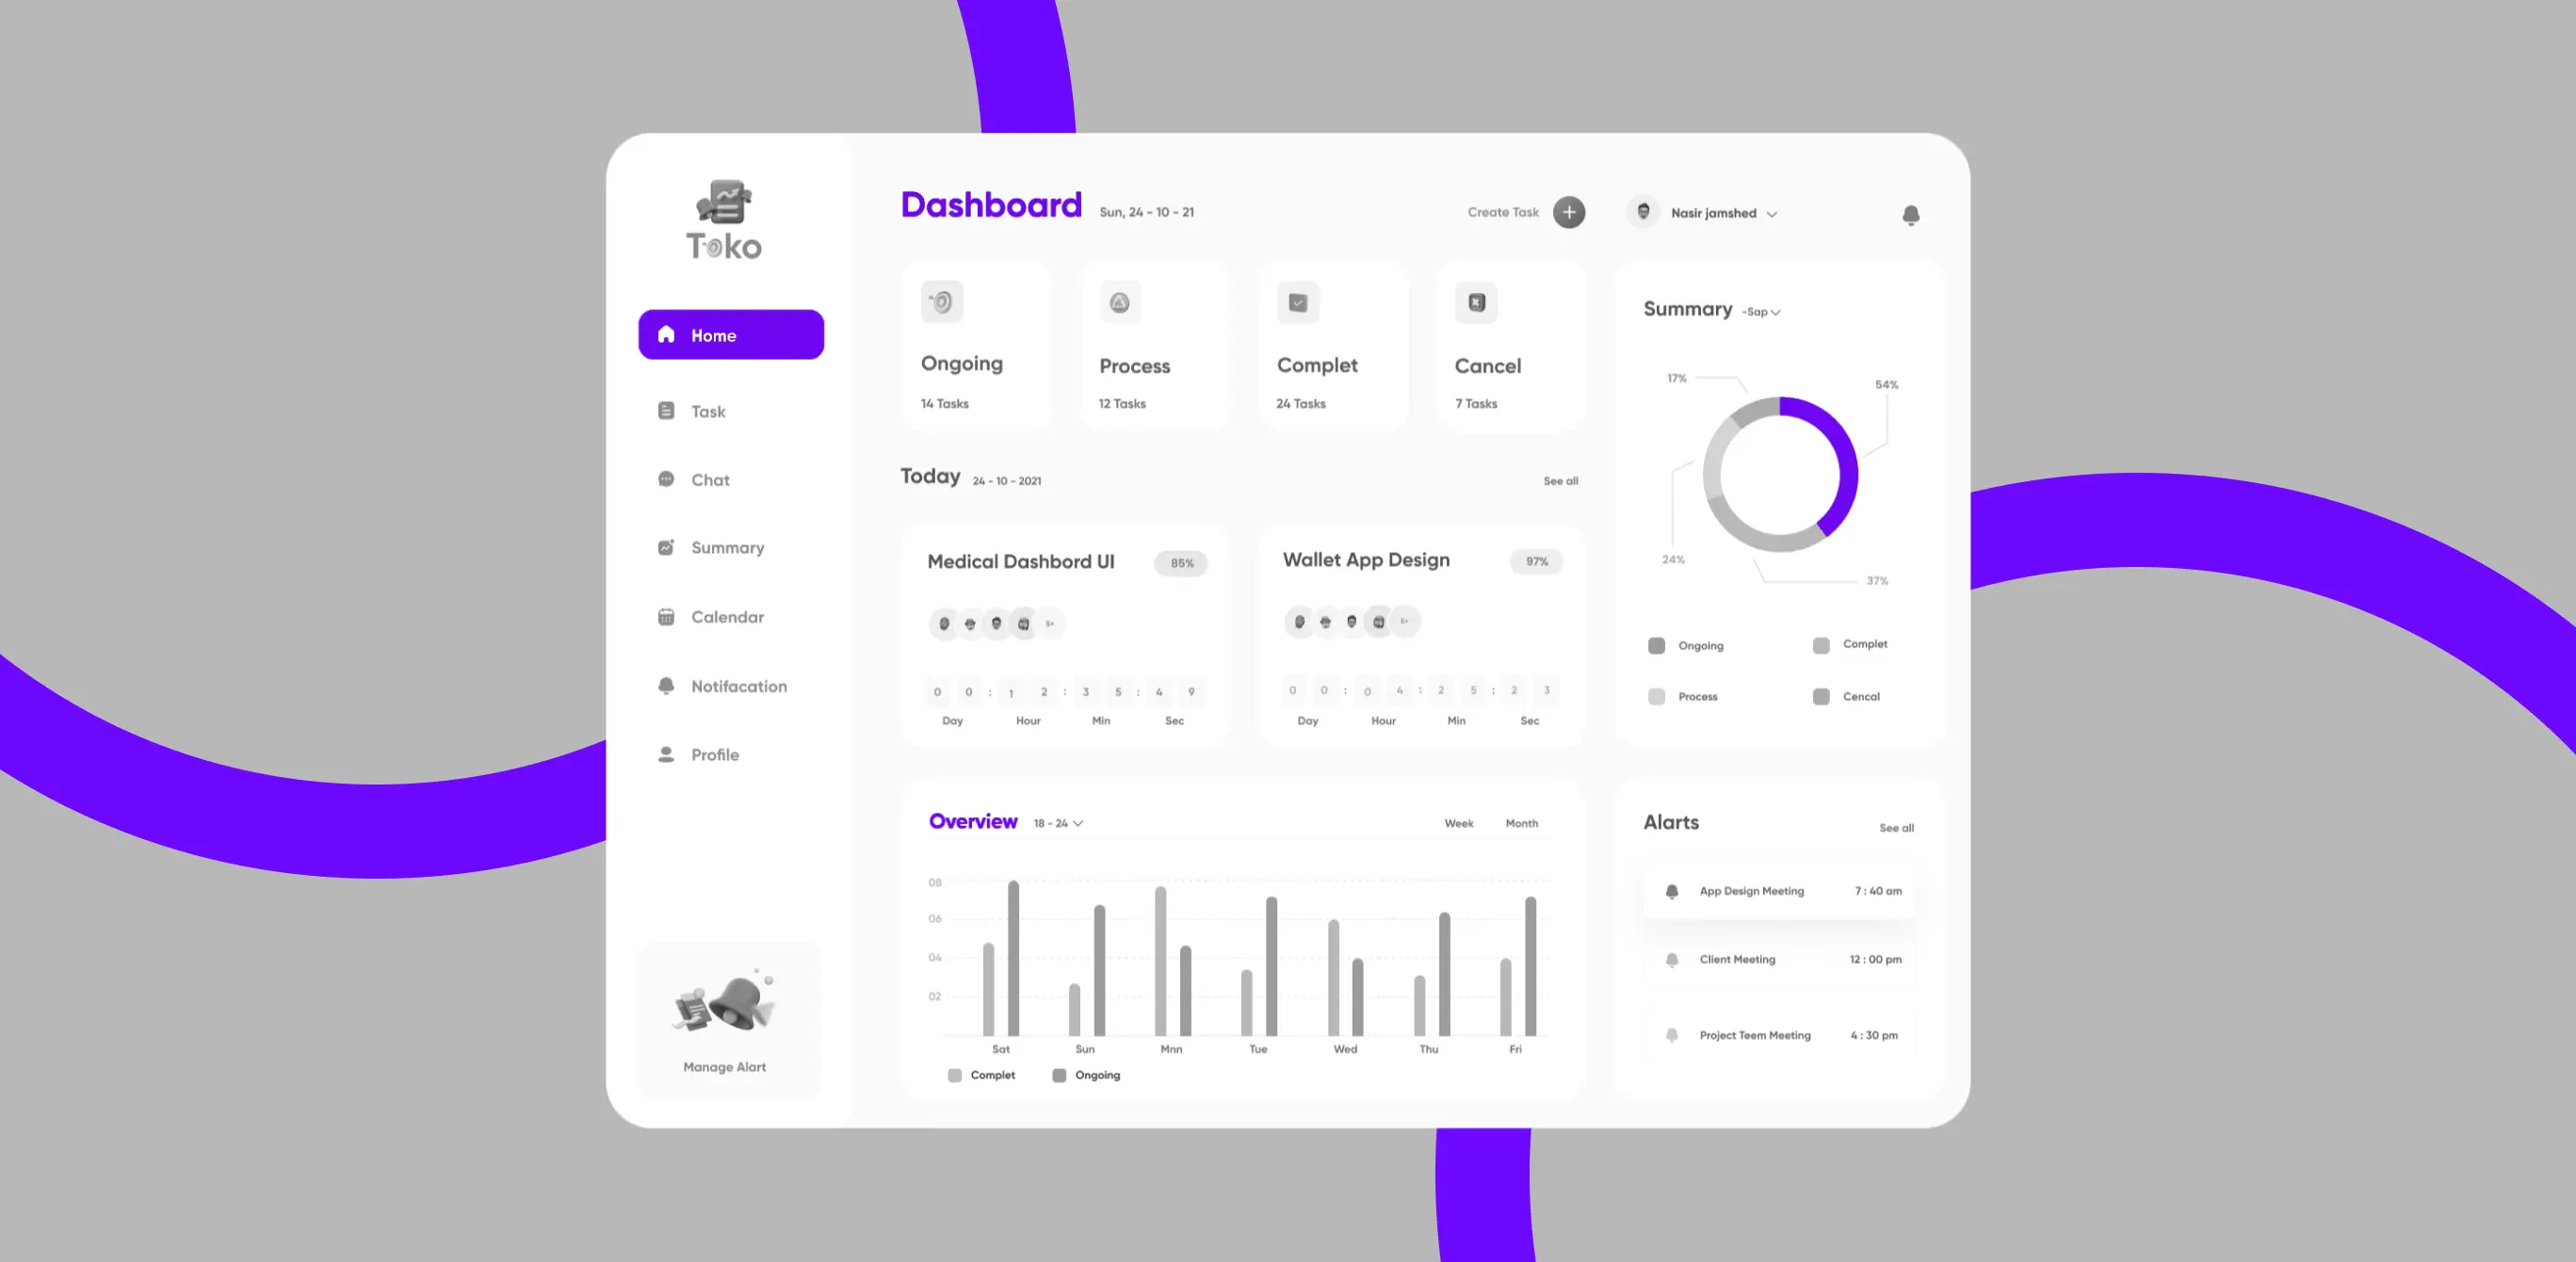 Toko
Home
Task
Chat
Summary
Calendar
Notifacation
Profile
Manage Alart
Dashboard
Sun, 24 - 10 - 21
Create Task
Nasir jamshed
Ongoing
14 Tasks
Process
12 Tasks
Complet
24 Tasks
Cancel
7 Tasks
Today
24 - 10 - 2021
See all
Medical Dashbord UI
85%
5+
0 0 : 1 2 : 3 5 : 4 9
Day Hour Min Sec
Wallet App Design
97%
5+
0 0 : 0 4 : 2 5 : 2 3
Day Hour Min Sec
Overview
18 - 24
Week
Month
08
06
04
02
Sat Sun Mnn Tue Wed Thu Fri
Complet
Ongoing
Summary
-Sap
17%
54%
24%
37%
Ongoing
Complet
Process
Cencal
Alarts
See all
App Design Meeting 7 : 40 am
Client Meeting 12 : 00 pm
Project Teem Meeting 4 : 30 pm